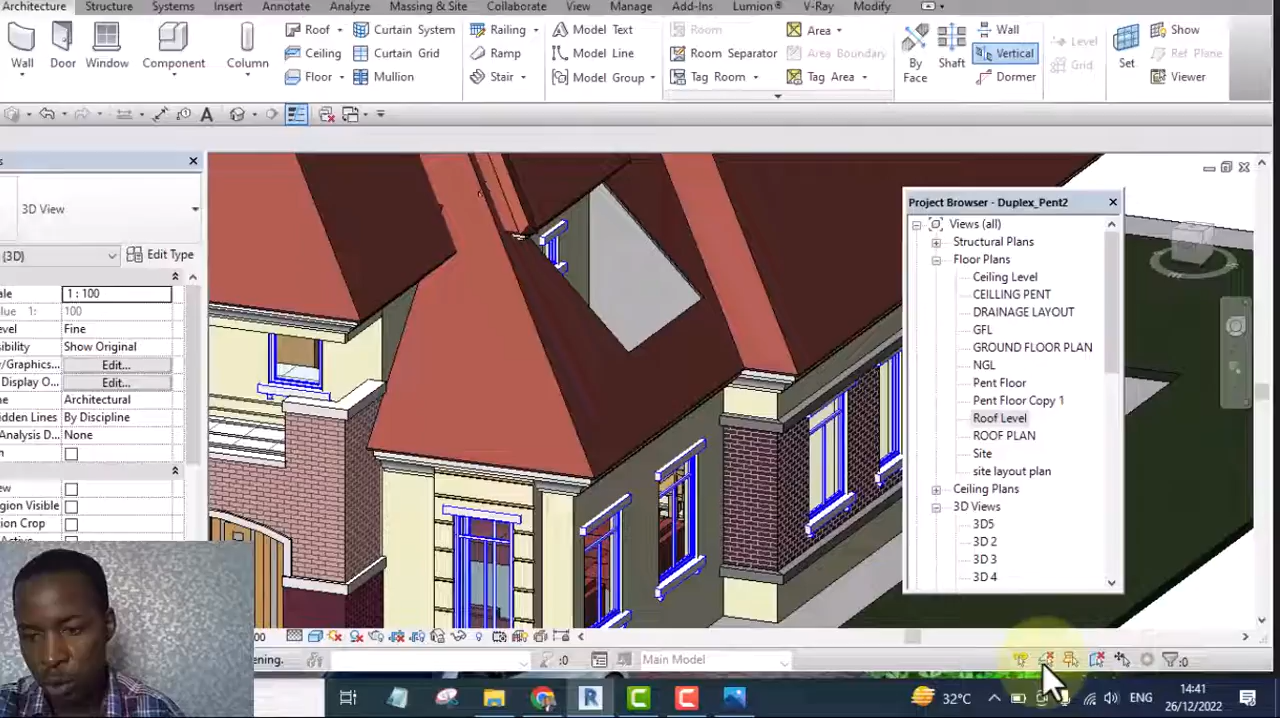 Architecture Structure Systems Insert Annotate Analyze Massing & Site Collaborate View Manage Add-Ins Lumion® V-Ray Modify
Wall Door Window Component Column
Roof Ceiling Floor
Curtain System Curtain Grid Mullion
Railing Ramp Stair
Model Text Model Line Model Group
Room Room Separator Tag Room
Area Area Boundary Tag Area
By Face Shaft
Wall Vertical Dormer
Level Grid
Set
Show Ref Plane Viewer
3D View
(3D) Edit Type
1 : 100
1: 100
Fine
Show Original
/Graphics... Edit...
Edit...
Architectural
By Discipline
None
Project Browser - Duplex_Pent2
Views (all)
Structural Plans
Floor Plans
Ceiling Level
CEILLING PENT
DRAINAGE LAYOUT
GFL
GROUND FLOOR PLAN
NGL
Pent Floor
Pent Floor Copy 1
Roof Level
ROOF PLAN
Site
site layout plan
Ceiling Plans
3D Views
3D5
3D 2
3D 3
3D 4
:0 Main Model :0
32°C ENG 14:41
26/12/2022